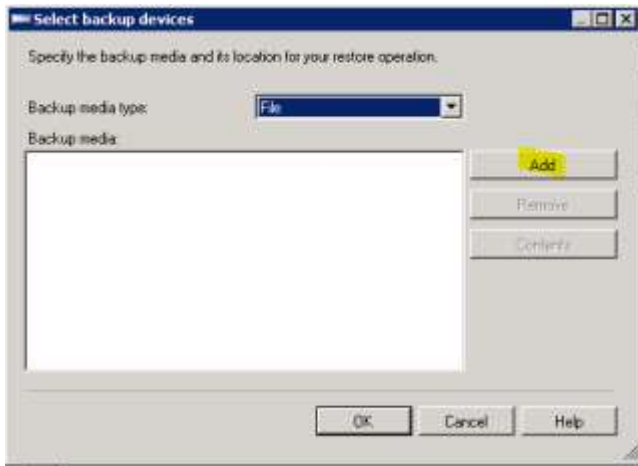 Select backup devices
Specify the backup media and its location for your restore operation.
Backup media type:
File
Backup media:
Add
Remove
Contents
OK
Cancel
Help